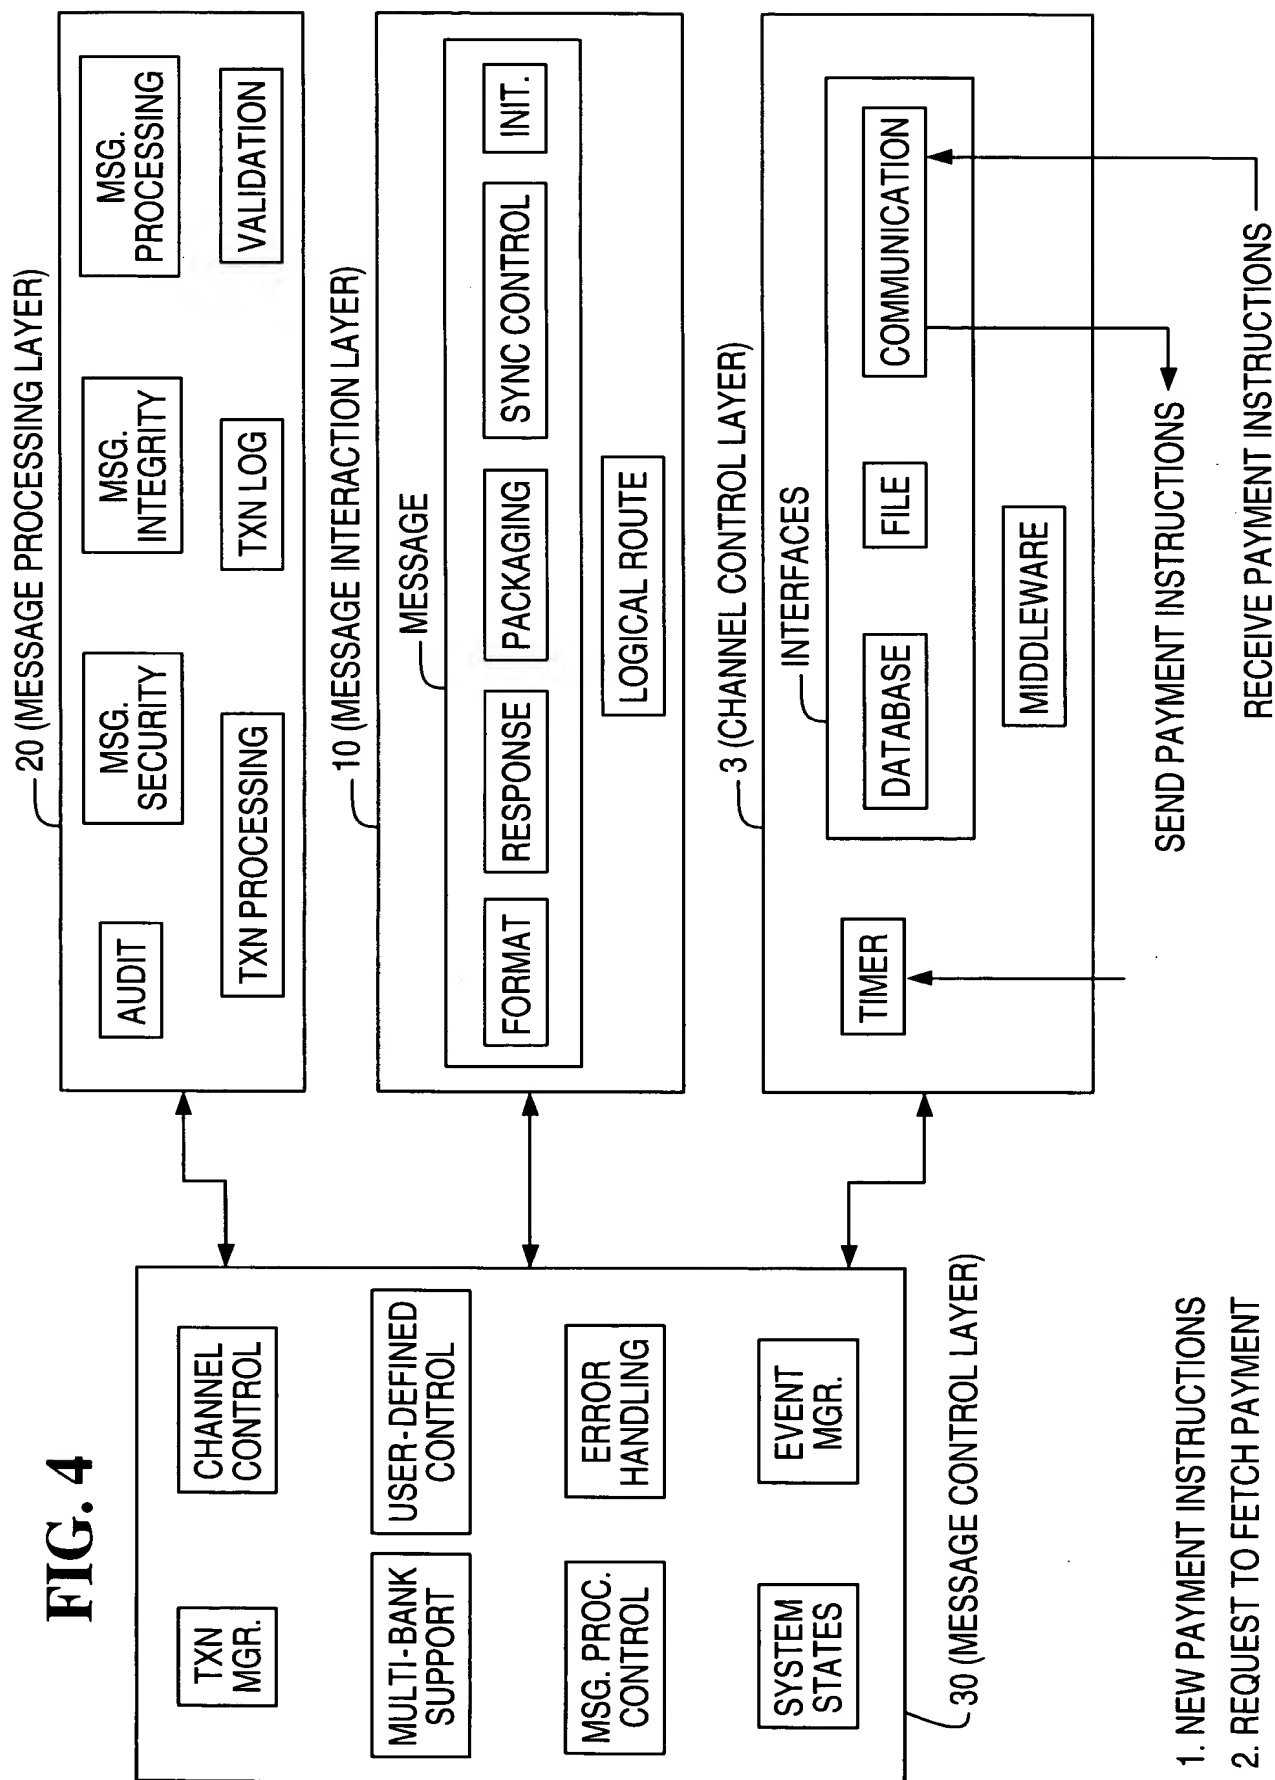 FIG. 4
TXN
MGR.
CHANNEL
CONTROL
MULTI-BANK
SUPPORT
USER-DEFINED
CONTROL
MSG. PROC.
CONTROL
ERROR
HANDLING
SYSTEM
STATES
EVENT
MGR.
30 (MESSAGE CONTROL LAYER)
1. NEW PAYMENT INSTRUCTIONS
2. REQUEST TO FETCH PAYMENT
20 (MESSAGE PROCESSING LAYER)
AUDIT
MSG.
SECURITY
MSG.
INTEGRITY
MSG.
PROCESSING
TXN PROCESSING
TXN LOG
VALIDATION
10 (MESSAGE INTERACTION LAYER)
MESSAGE
FORMAT
RESPONSE
PACKAGING
SYNC CONTROL
INIT.
LOGICAL ROUTE
3 (CHANNEL CONTROL LAYER)
INTERFACES
TIMER
DATABASE
FILE
COMMUNICATION
MIDDLEWARE
SEND PAYMENT INSTRUCTIONS
RECEIVE PAYMENT INSTRUCTIONS